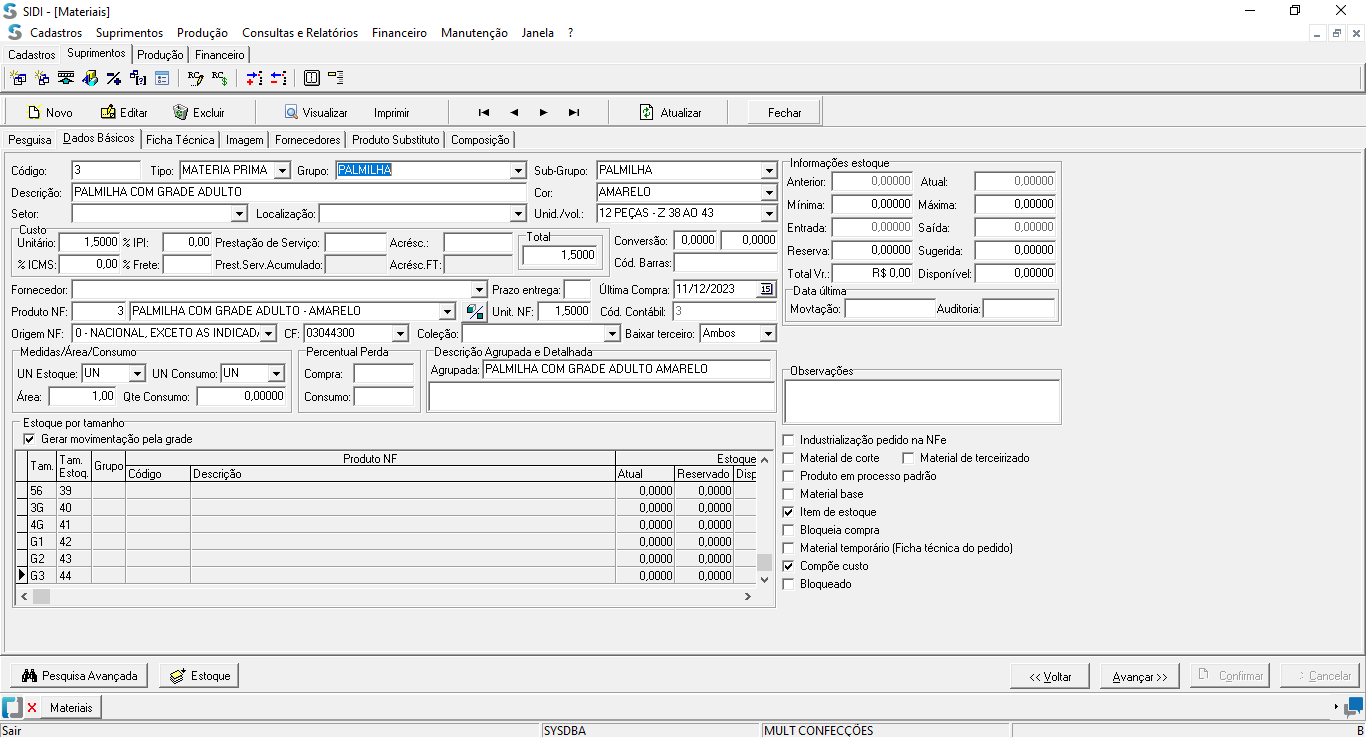 SIDI - [Materiais]
Cadastros Suprimentos Produção Consultas e Relatórios Financeiro Manutenção Janela ?
Cadastros Suprimentos Produção Financeiro
Novo Editar Excluir Visualizar Imprimir Atualizar Fechar
Pesquisa Dados Básicos Ficha Técnica Imagem Fornecedores Produto Substituto Composição
Código: 3 Tipo: MATERIA PRIMA Grupo: PALMILHA Sub-Grupo: PALMILHA
Descrição: PALMILHA COM GRADE ADULTO Cor: AMARELO
Setor: Localização: Unid./vol.: 12 PEÇAS - Z 38 AO 43
Custo
Unitário: 1,5000 % IPI: 0,00 Prestação de Serviço: Acrésc.:
% ICMS: 0,00 % Frete: Prest.Serv.Acumulado: Acrésc.FT:
Total
1,5000
Conversão: 0,0000 0,0000
Cód. Barras:
Fornecedor: Prazo entrega: Última Compra: 11/12/2023 15
Produto NF: 3 PALMILHA COM GRADE ADULTO - AMARELO Unit. NF: 1,5000 Cód. Contábil: 3
Origem NF: 0 - NACIONAL, EXCETO AS INDICADA CF: 03044300 Coleção: Baixar terceiro: Ambos
Medidas/Área/Consumo
UN Estoque: UN UN Consumo: UN
Área: 1,00 Qte Consumo: 0,00000
Percentual Perda
Compra:
Consumo:
Descrição Agrupada e Detalhada
Agrupada: PALMILHA COM GRADE ADULTO AMARELO
Informações estoque
Anterior: 0,00000 Atual: 0,00000
Mínima: 0,00000 Máxima: 0,00000
Entrada: 0,00000 Saída: 0,00000
Reserva: 0,00000 Sugerida: 0,00000
Total Vr.: R$ 0,00 Disponível: 0,00000
Data última
Movtação: Auditoria:
Observações
Estoque por tamanho
Gerar movimentação pela grade
Tam. Tam. Estoq. Grupo Produto NF Estoque
Código Descrição Atual Reservado Disp
56 39 0,0000 0,0000
3G 40 0,0000 0,0000
4G 41 0,0000 0,0000
G1 42 0,0000 0,0000
G2 43 0,0000 0,0000
G3 44 0,0000 0,0000
Industrialização pedido na NFe
Material de corte Material de terceirizado
Produto em processo padrão
Material base
Item de estoque
Bloqueia compra
Material temporário (Ficha técnica do pedido)
Compõe custo
Bloqueado
Pesquisa Avançada Estoque << Voltar Avançar >> Confirmar Cancelar
Materiais
Sair SYSDBA MULT CONFECÇÕES B